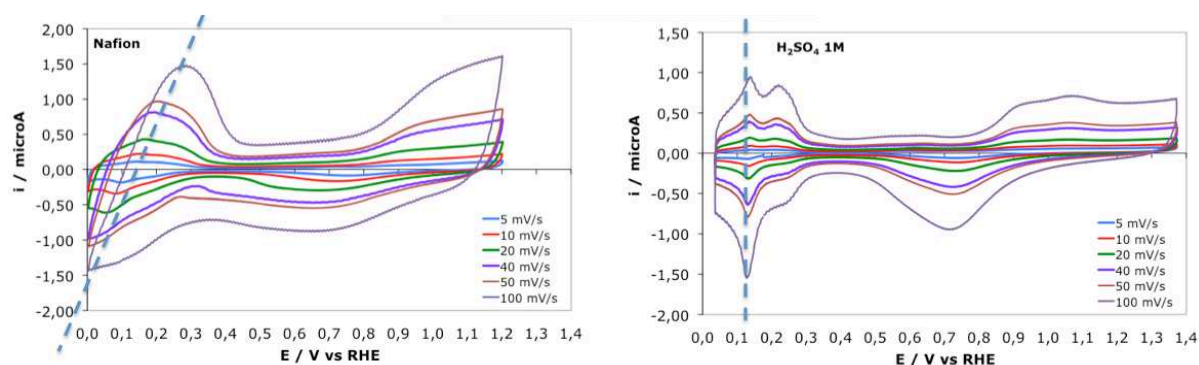 Nafion
i / microA
2,00
1,50
1,00
0,50
0,00
-0,50
-1,00
-1,50
-2,00
0,0 0,1 0,2 0,3 0,4 0,5 0,6 0,7 0,8 0,9 1,0 1,1 1,2 1,3 1,4
E / V vs RHE
5 mV/s
10 mV/s
20 mV/s
40 mV/s
50 mV/s
100 mV/s
H₂SO₄ 1M
i / microA
1,50
1,00
0,50
0,00
-0,50
-1,00
-1,50
-2,00
0,0 0,1 0,2 0,3 0,4 0,5 0,6 0,7 0,8 0,9 1,0 1,1 1,2 1,3 1,4
E / V vs RHE
5 mV/s
10 mV/s
20 mV/s
40 mV/s
50 mV/s
100 mV/s